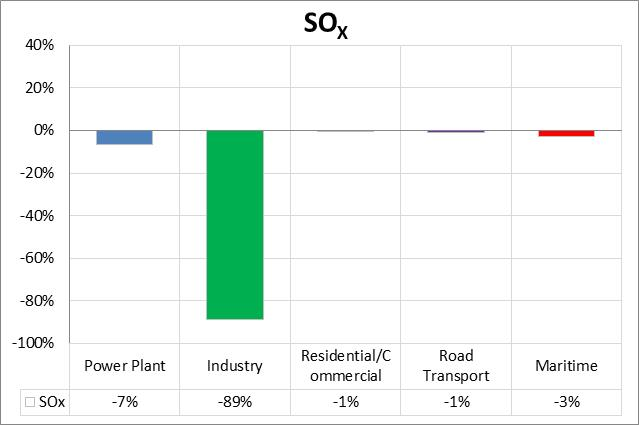 SOX
40%
20%
0%
-20%
-40%
-60%
-80%
-100%
Power Plant Industry Residential/C Road Maritime
ommercial Transport
SOx -7% -89% -1% -1% -3%